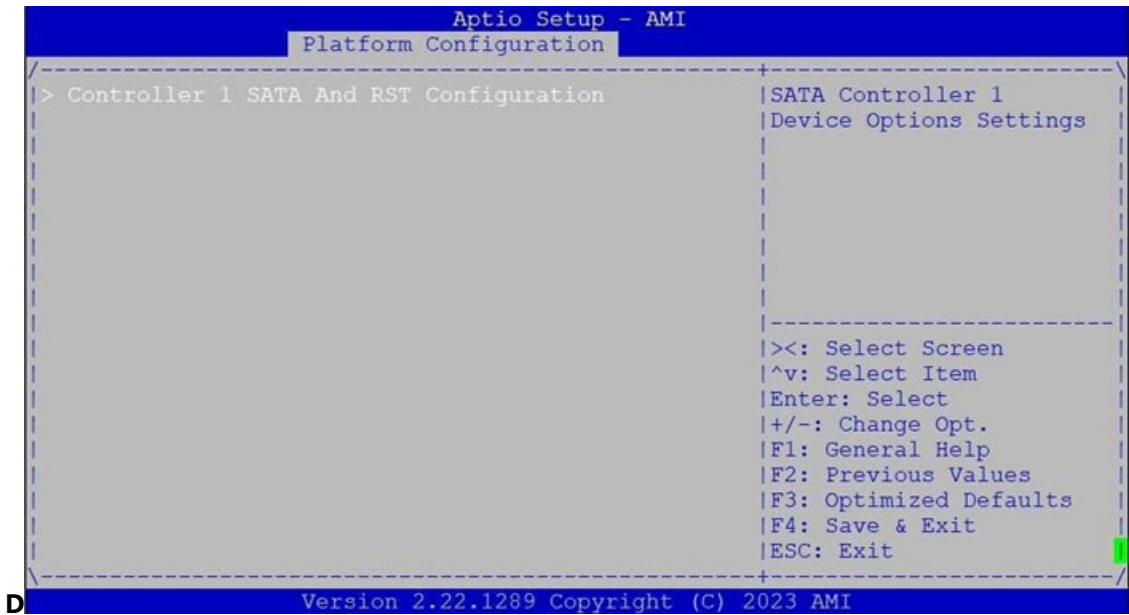 Aptio Setup - AMI
Platform Configuration
/----------------------------------------------------+-------------------------\
> Controller 1 SATA And RST Configuration |SATA Controller 1
|Device Options Settings
|-------------------------
|><: Select Screen
|^v: Select Item
|Enter: Select
|+/-: Change Opt.
|F1: General Help
|F2: Previous Values
|F3: Optimized Defaults
|F4: Save & Exit
|ESC: Exit
\----------------------------------------------------+-------------------------/
D
Version 2.22.1289 Copyright (C) 2023 AMI